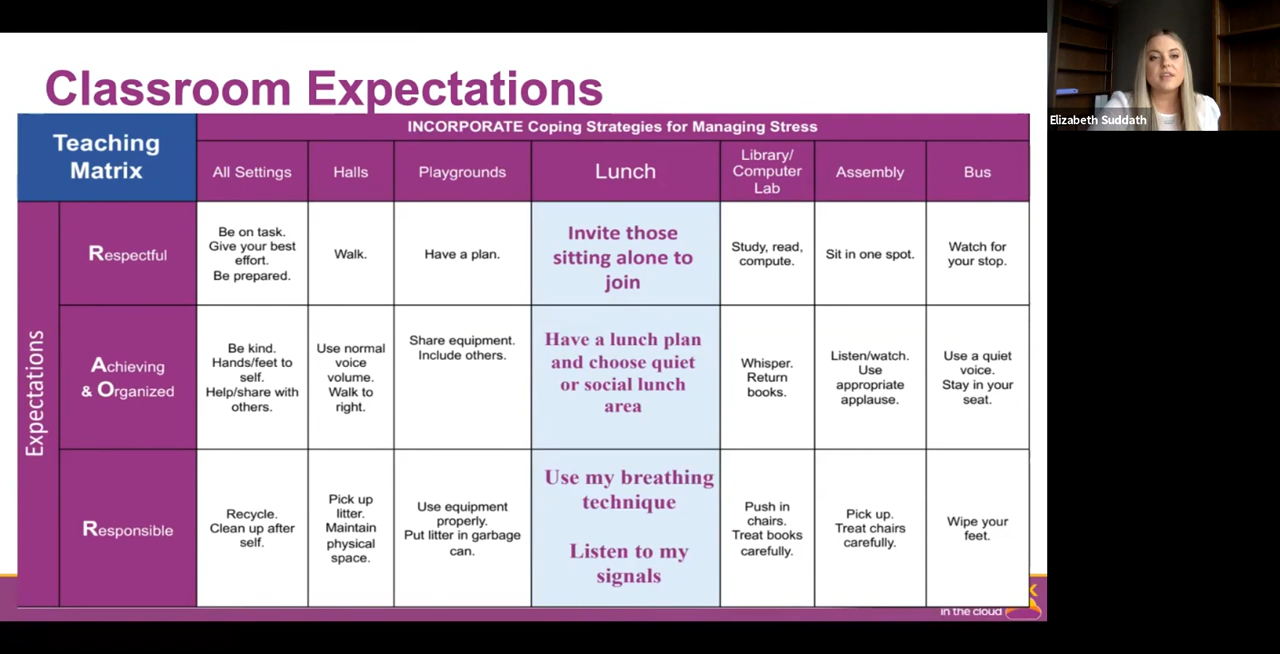 Classroom Expectations
Elizabeth Suddath
Teaching
Matrix
INCORPORATE Coping Strategies for Managing Stress
All Settings
Halls
Playgrounds
Lunch
Library/
Computer
Lab
Assembly
Bus
Expectations
Respectful
Be on task.
Give your best
effort.
Be prepared.
Walk.
Have a plan.
Invite those
sitting alone to
join
Study, read,
compute.
Sit in one spot.
Watch for
your stop.
Achieving
& Organized
Be kind.
Hands/feet to
self.
Help/share with
others.
Use normal
voice
volume.
Walk to
right.
Share equipment.
Include others.
Have a lunch plan
and choose quiet
or social lunch
area
Whisper.
Return
books.
Listen/watch.
Use
appropriate
applause.
Use a quiet
voice.
Stay in your
seat.
Responsible
Recycle.
Clean up after
self.
Pick up
litter.
Maintain
physical
space.
Use equipment
properly.
Put litter in garbage
can.
Use my breathing
technique
Listen to my
signals
Push in
chairs.
Treat books
carefully.
Pick up.
Treat chairs
carefully.
Wipe your
feet.
in the cloud